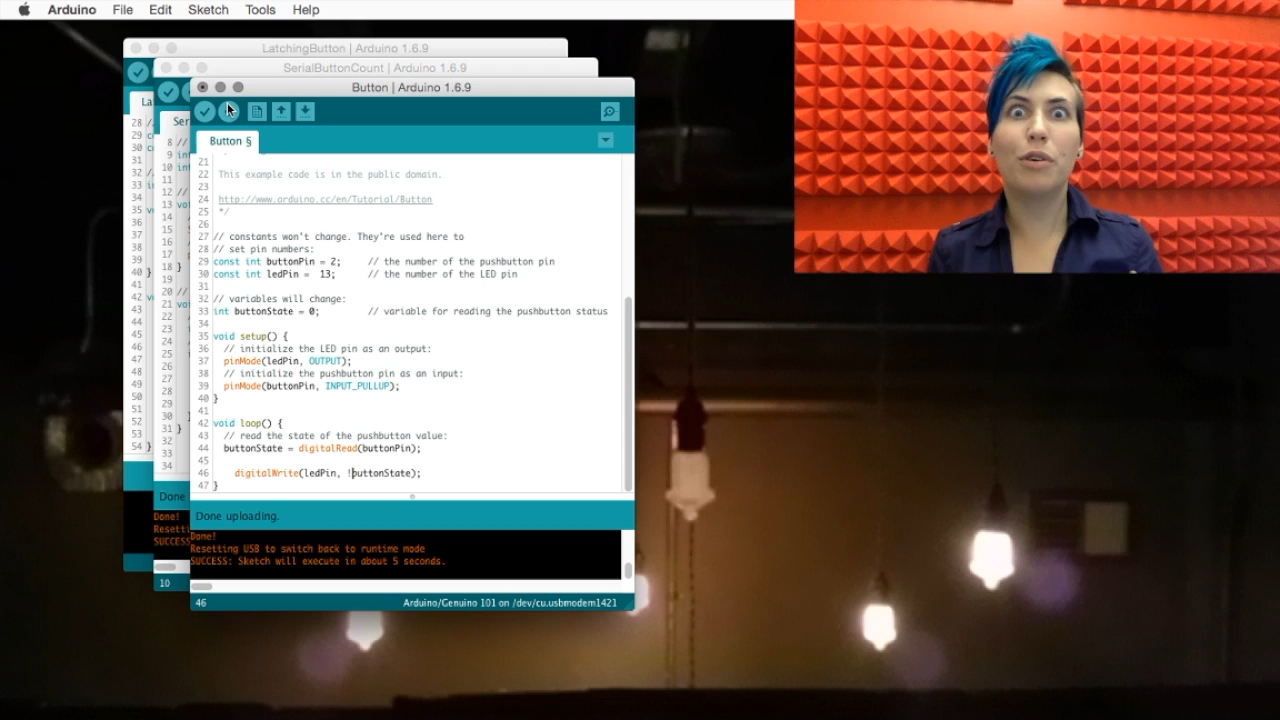 Arduino File Edit Sketch Tools Help
LatchingButton | Arduino 1.6.9
SerialButtonCount | Arduino 1.6.9
Button | Arduino 1.6.9
La
Ser
Button §
21
22 This example code is in the public domain.
23
24 http://www.arduino.cc/en/Tutorial/Button
25 */
26
27 // constants won't change. They're used here to
28 // set pin numbers:
29 const int buttonPin = 2; // the number of the pushbutton pin
30 const int ledPin = 13; // the number of the LED pin
31
32 // variables will change:
33 int buttonState = 0; // variable for reading the pushbutton status
34
35 void setup() {
36 // initialize the LED pin as an output:
37 pinMode(ledPin, OUTPUT);
38 // initialize the pushbutton pin as an input:
39 pinMode(buttonPin, INPUT_PULLUP);
40 }
41
42 void loop() {
43 // read the state of the pushbutton value:
44 buttonState = digitalRead(buttonPin);
45
46 digitalWrite(ledPin, !buttonState);
47 }
Done uploading.
Done!
Resetting USB to switch back to runtime mode
SUCCESS: Sketch will execute in about 5 seconds.
46 Arduino/Genuino 101 on /dev/cu.usbmodem1421
Done
Done!
Resetti
SUCCESS
10